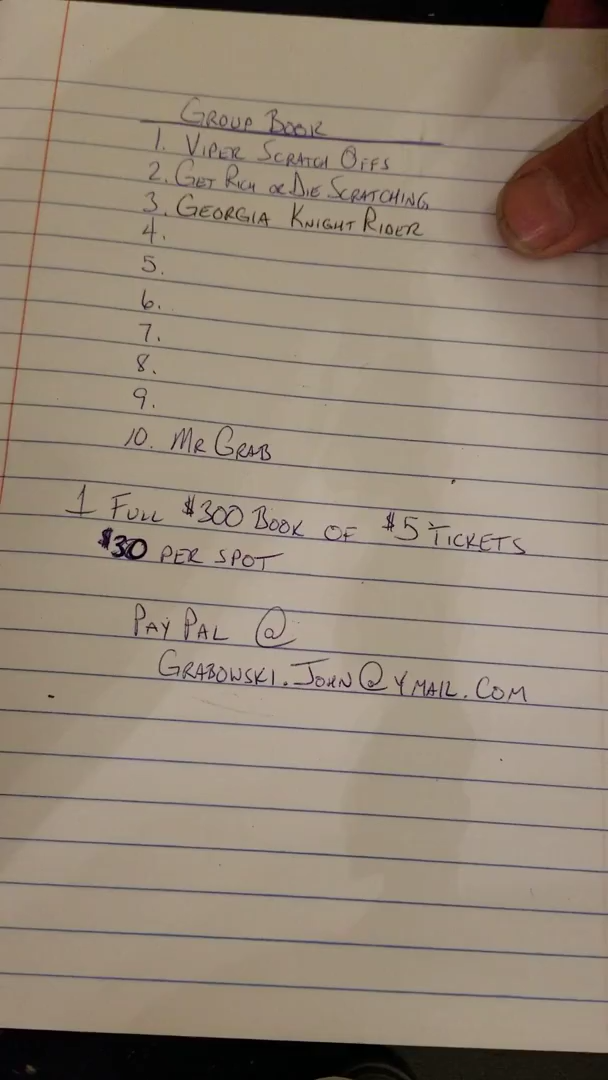 GROUP BOOK
1. VIPER SCRATCH OFFS
2. GET RICH OR DIE SCRATCHING
3. GEORGIA KNIGHT RIDER
4.
5.
6.
7.
8.
9.
10. MR GRAB
1 FULL $300 BOOK OF $5 TICKETS
$30 PER SPOT
PAYPAL @
GRABOWSKI.JOHN@YMAIL.COM